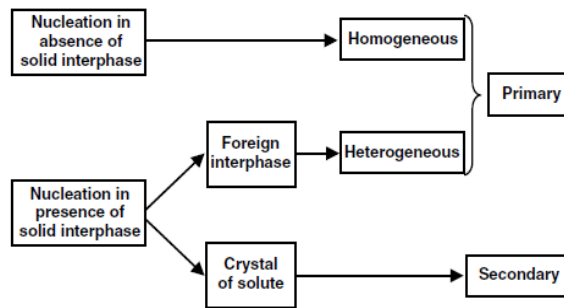 Nucleation in
absence of
solid interphase
Homogeneous
Primary
Foreign
interphase
Heterogeneous
Nucleation in
presence of
solid interphase
Crystal
of solute
Secondary